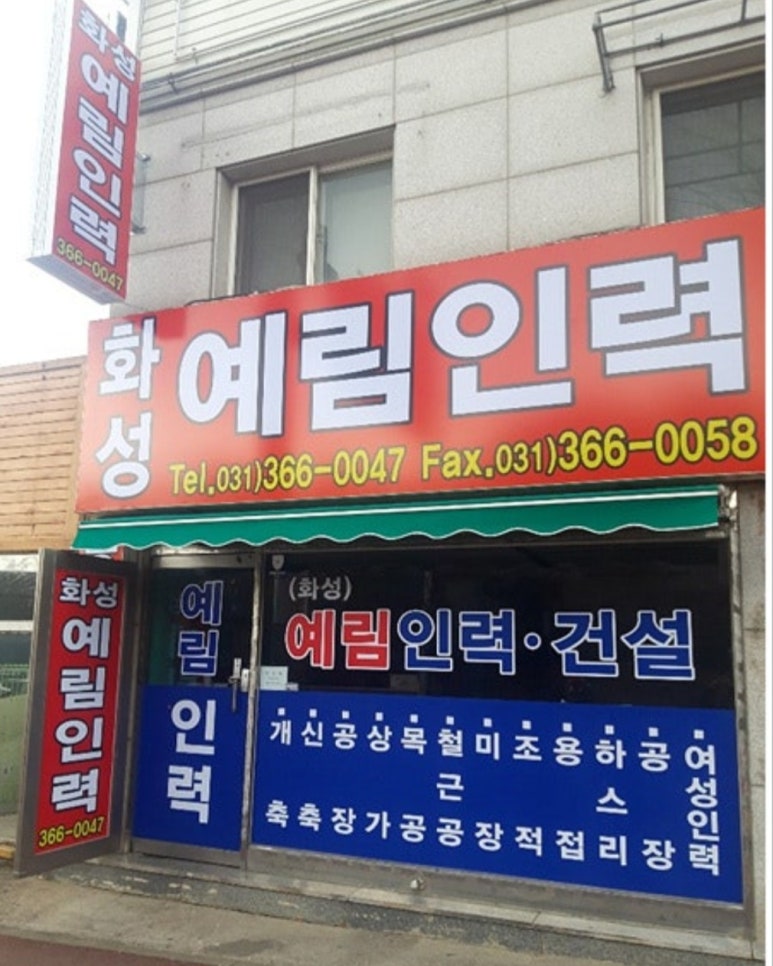 화성
예림인력
366-0047
화성
예림인력
Tel.031)366-0047 Fax.031)366-0058
화성
예림인력
366-0047
예림
인력
(화성)
예림인력·건설
개축
신축
공장
상가
목공
철근공
미장
조적
용접
하스리
공장
여성인력